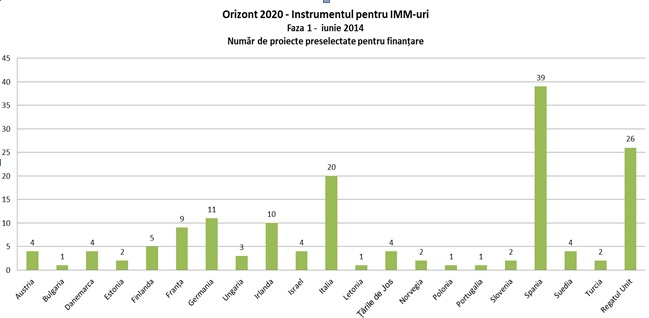 Orizont 2020 - Instrumentul pentru IMM-uri
Faza 1 - iunie 2014
Număr de proiecte preselectate pentru finanțare
45
40
35
30
25
20
15
10
5
0
4
1
4
2
5
9
11
3
10
4
20
1
4
2
1
1
2
39
4
2
26
Austria
Bulgaria
Danemarca
Estonia
Finlanda
Franța
Germania
Ungaria
Irlanda
Israel
Italia
Letonia
Țările de Jos
Norvegia
Polonia
Portugalia
Slovenia
Spania
Suedia
Turcia
Regatul Unit